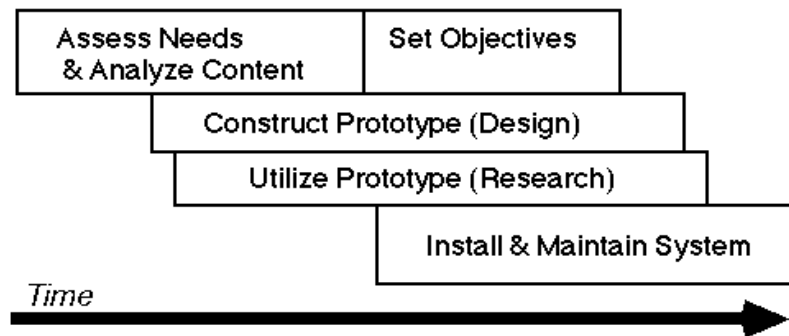 Assess Needs
& Analyze Content
Set Objectives
Construct Prototype (Design)
Utilize Prototype (Research)
Install & Maintain System
Time